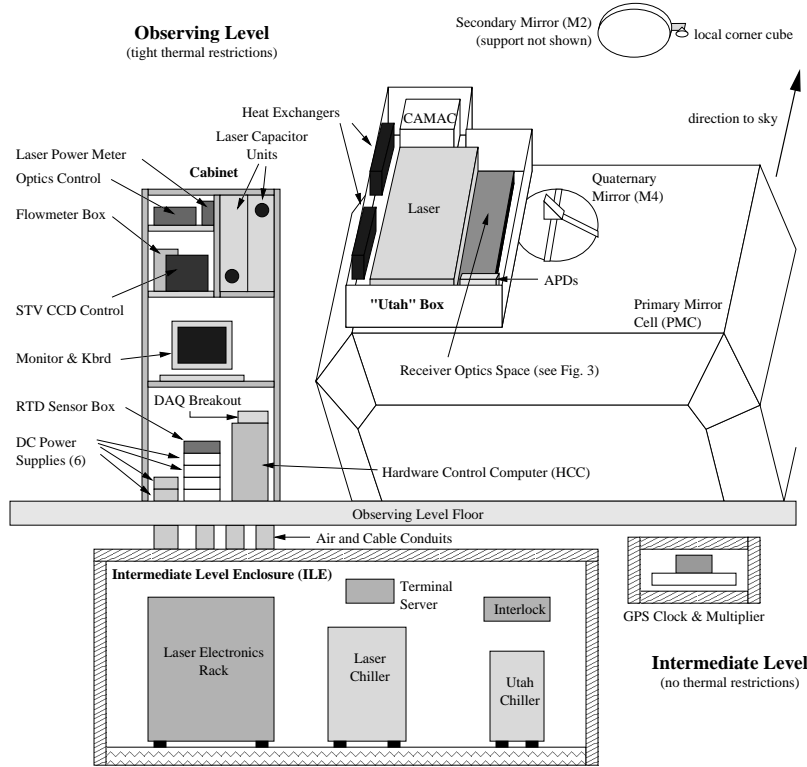 Observing Level
(tight thermal restrictions)
Secondary Mirror (M2)
(support not shown)
local corner cube
direction to sky
Heat Exchangers
CAMAC
Laser Capacitor
Units
Laser Power Meter
Cabinet
Optics Control
Flowmeter Box
Quaternary
Mirror (M4)
Laser
APDs
STV CCD Control
"Utah" Box
Primary Mirror
Cell (PMC)
Monitor & Kbrd
Receiver Optics Space (see Fig. 3)
DAQ Breakout
RTD Sensor Box
DC Power
Supplies (6)
Hardware Control Computer (HCC)
Observing Level Floor
Air and Cable Conduits
Intermediate Level Enclosure (ILE)
Terminal
Server
Interlock
GPS Clock & Multiplier
Laser Electronics
Rack
Laser
Chiller
Utah
Chiller
Intermediate Level
(no thermal restrictions)